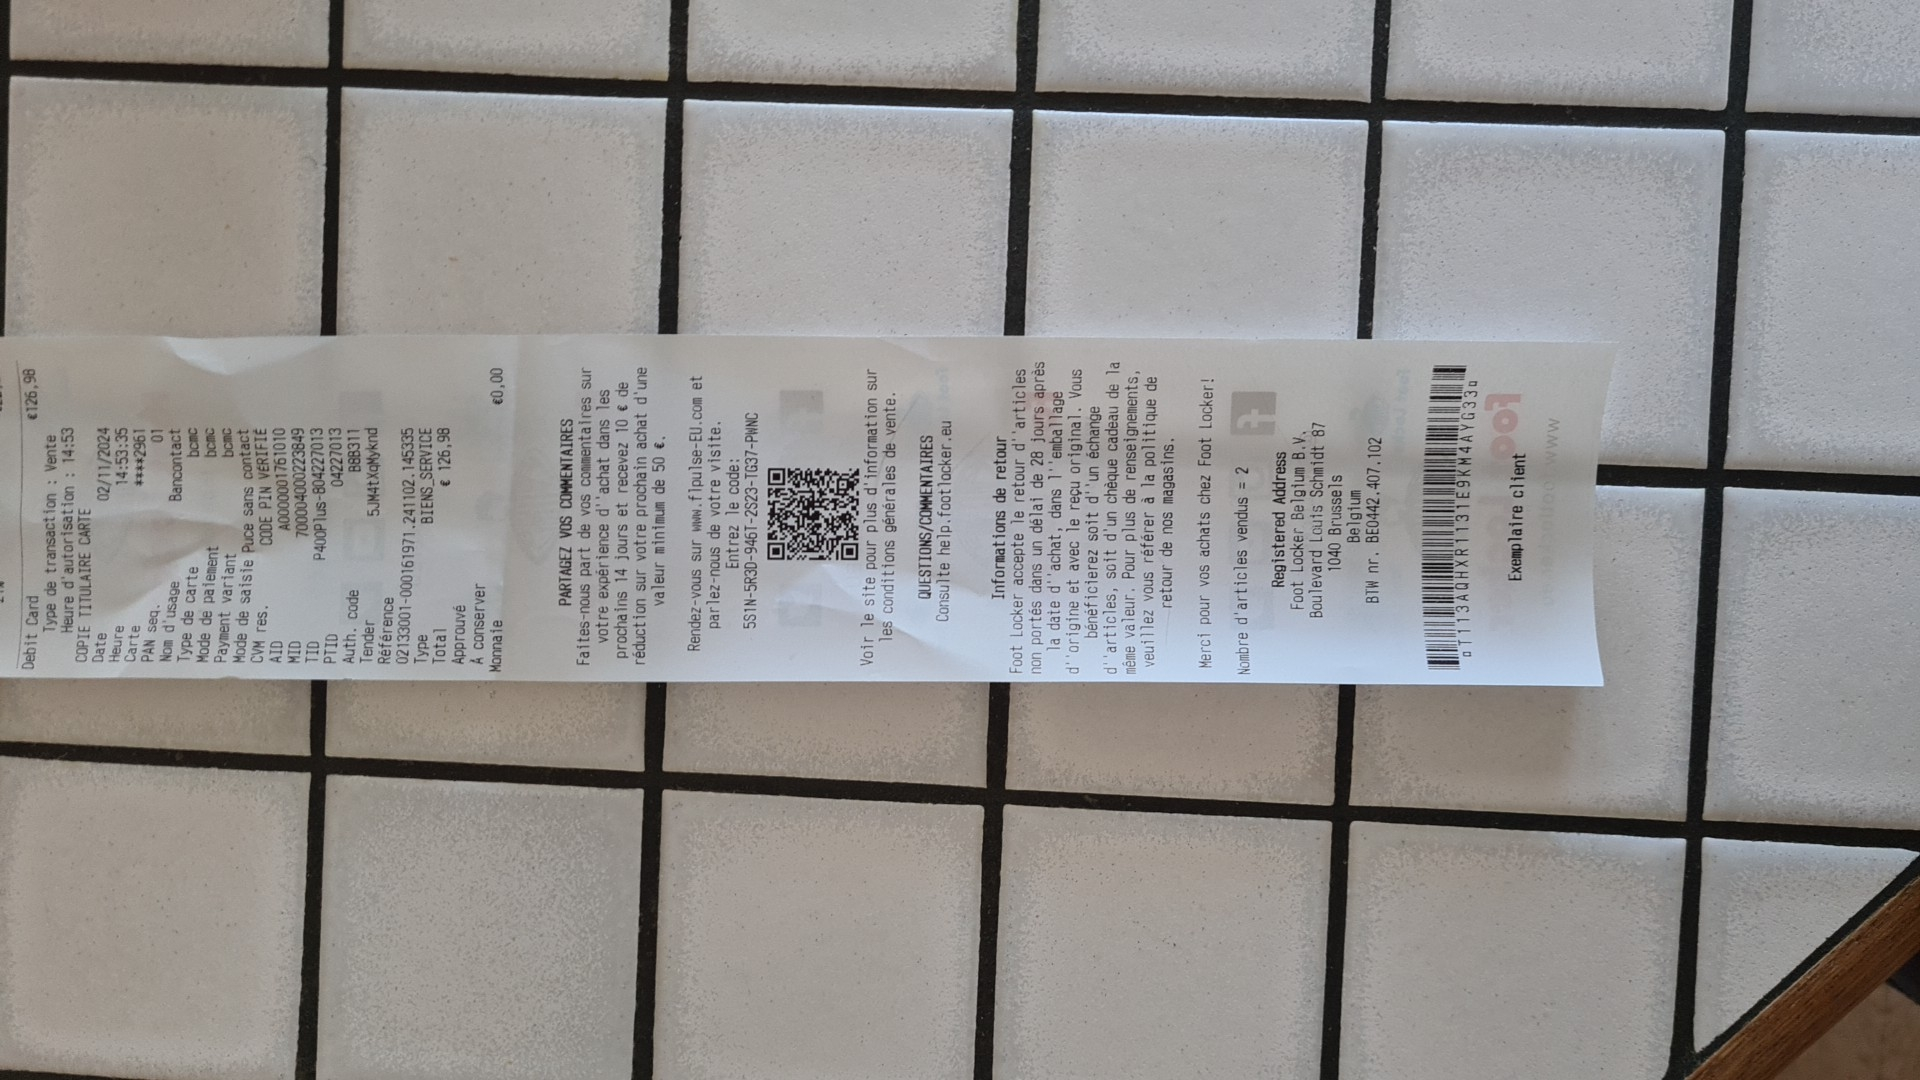 Debit Card €126,98
Type de transaction : Vente
Heure d'autorisation : 14:53
COPIE TITULAIRE CARTE
Date 02/11/2024
Heure 14:53:35
Carte ****2961
PAN seq. 01
Nom d'usage
Type de carte Bancontact
Mode de paiement bcmc
Payment variant bcmc
Mode de saisie Puce sans contact
CVM res. CODE PIN VÉRIFIÉ
AID A0000001761010
MID 700004000223849
TID P400Plus-804227013
PTID 04227013
Auth. code B8B311
Tender
Référence
02133001-000161971.241102.145335
Type BIENS_SERVICE
Total € 126,98
Approuvé
À conserver
Monnaie €0,00
PARTAGEZ VOS COMMENTAIRES
Faites-nous part de vos commentaires sur
votre expérience d''achat dans les
prochains 14 jours et recevez 10 € de
réduction sur votre prochain achat d'une
valeur minimum de 50 €.
Rendez-vous sur www.flpulse-EU.com et
parlez-nous de votre visite.
Entrez le code:
5S1N-5R3D-946T-2S23-TG37-PWNC
Voir le site pour plus d'information sur
les conditions générales de vente.
QUESTIONS/COMMENTAIRES
Consulte help.footlocker.eu
Informations de retour
Foot Locker accepte le retour d''articles
non portés dans un délai de 28 jours après
la date d''achat, dans l''emballage
d''origine et avec le reçu original. Vous
bénéficierez soit d''un échange
d''articles, soit d'un chèque cadeau de la
même valeur. Pour plus de renseignements,
veuillez vous référer à la politique de
retour de nos magasins.
Merci pour vos achats chez Foot Locker!
Nombre d'articles vendus = 2
Registered Address
Foot Locker Belgium B.V.
Boulevard Louis Schmidt 87
1040 Brussels
Belgium
BTW nr. BE0442.407.102
T113AQHXR1131E9KM4AYG33
Exemplaire client